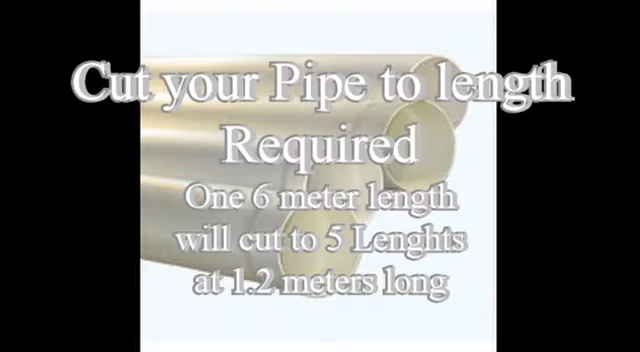 Cut your Pipe to length
Required
One 6 meter length
will cut to 5 Lenghts
at 1.2 meters long